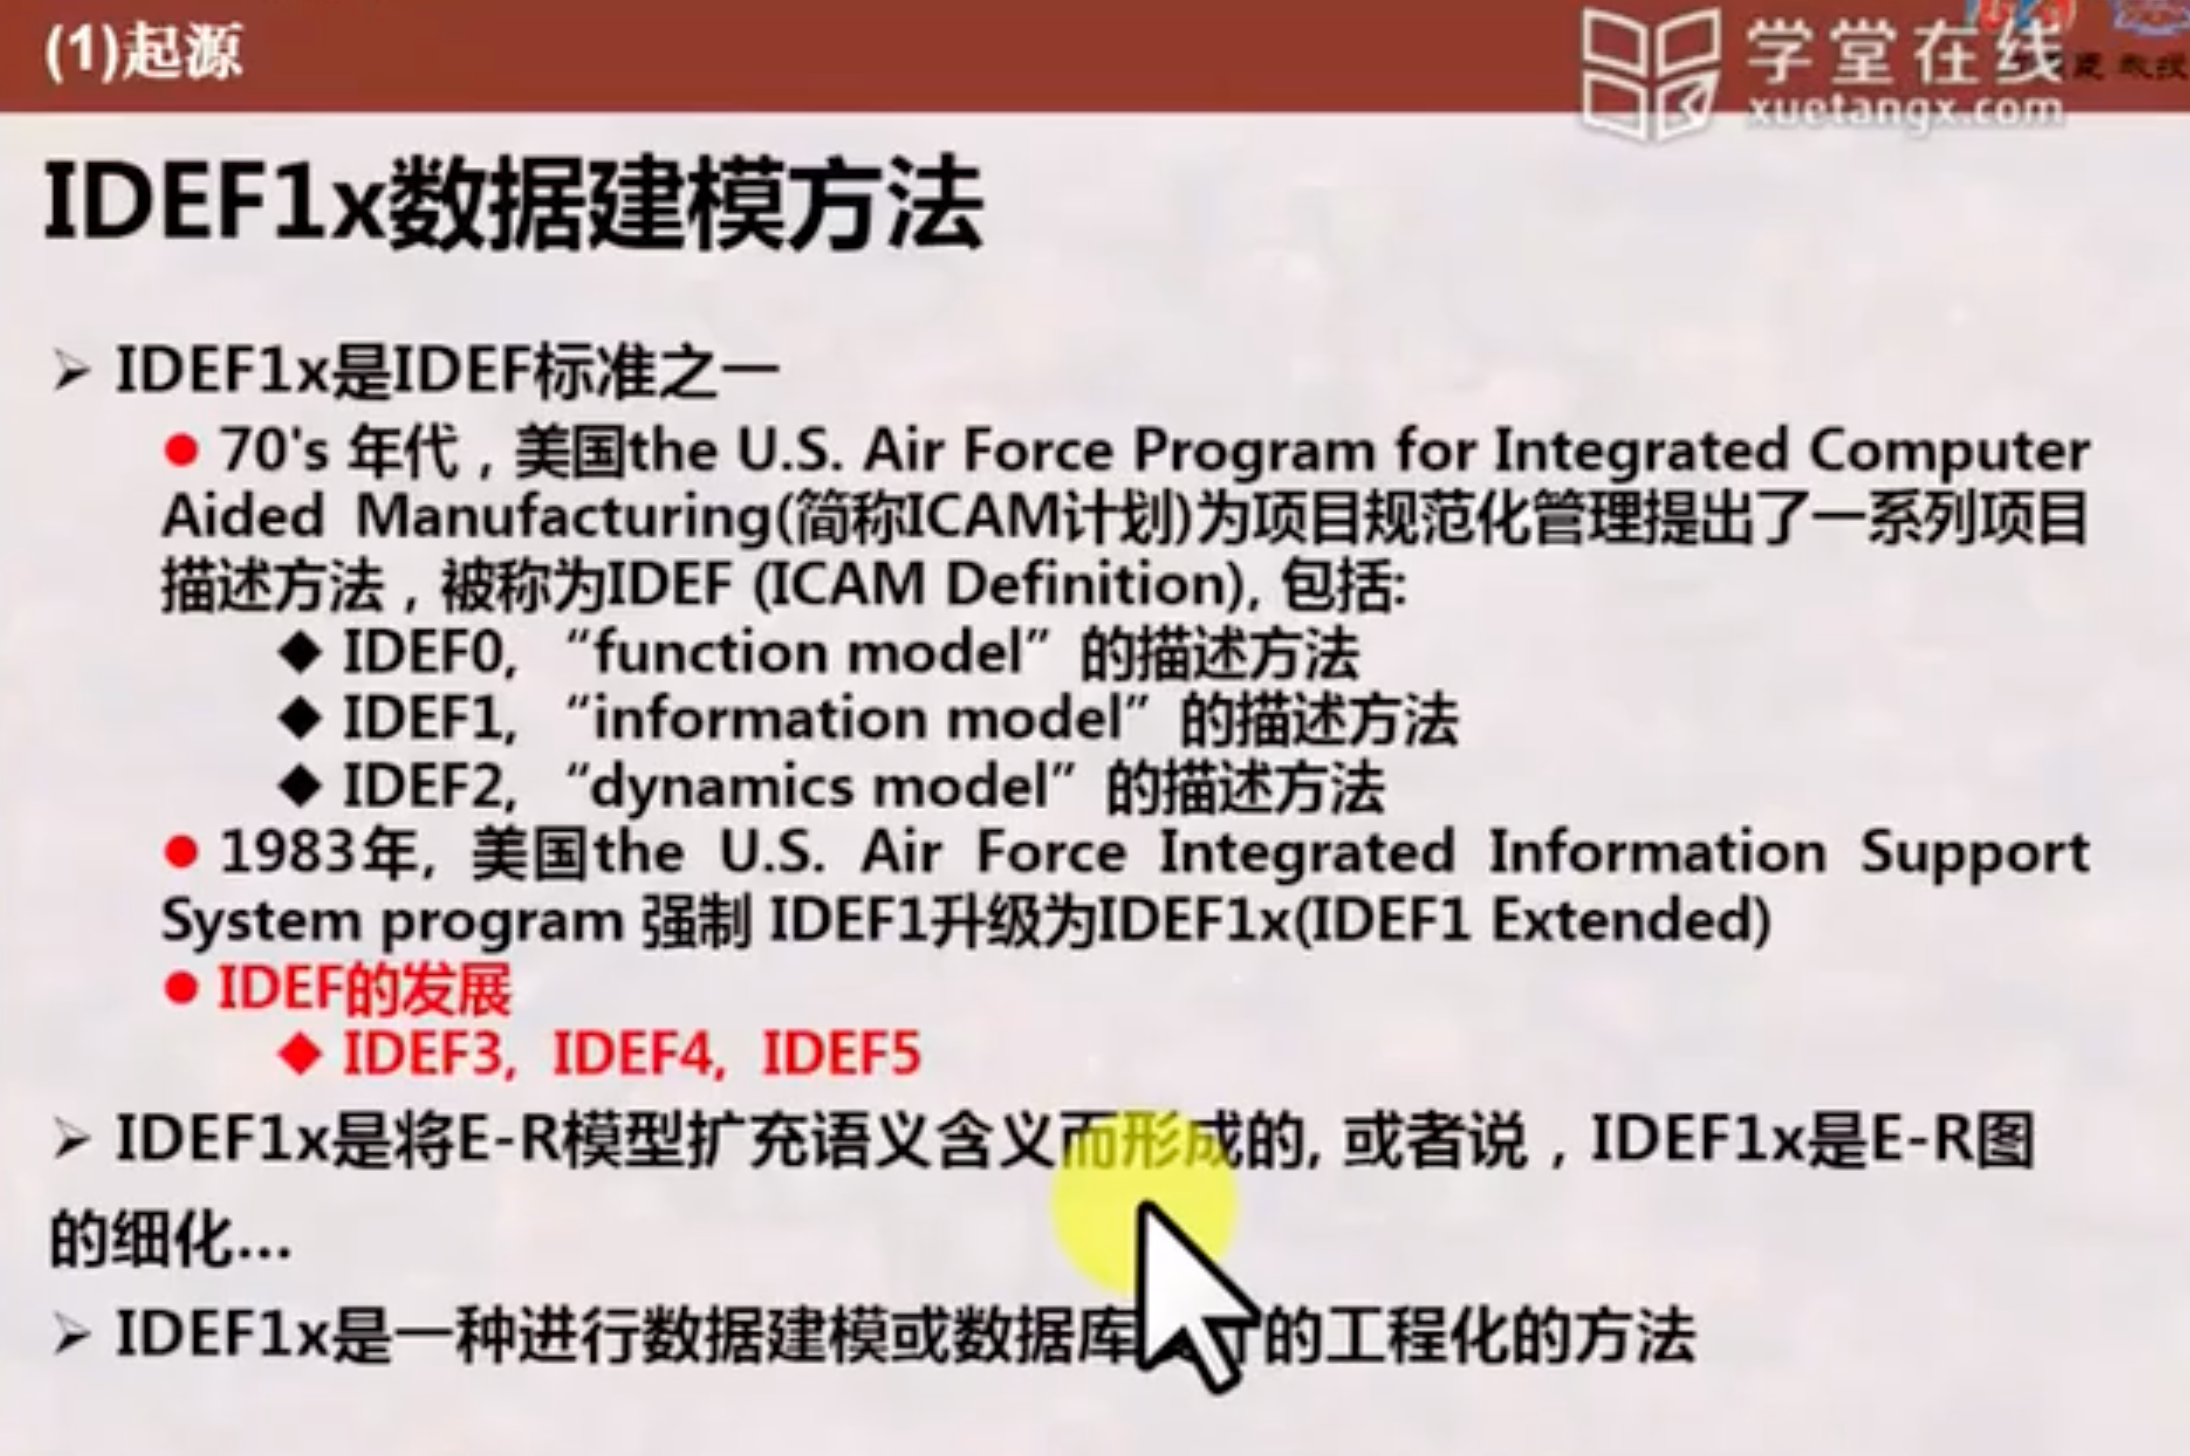 (1)起源
学堂在线
xuetangx.com
教授
IDEF1x数据建模方法
➢ IDEF1x是IDEF标准之一
● 70's 年代，美国the U.S. Air Force Program for Integrated Computer
Aided Manufacturing(简称ICAM计划)为项目规范化管理提出了一系列项目
描述方法，被称为IDEF (ICAM Definition), 包括:
◆ IDEF0, “function model”的描述方法
◆ IDEF1, “information model”的描述方法
◆ IDEF2, “dynamics model”的描述方法
● 1983年, 美国the U.S. Air Force Integrated Information Support
System program 强制 IDEF1升级为IDEF1x(IDEF1 Extended)
● IDEF的发展
◆ IDEF3, IDEF4, IDEF5
➢ IDEF1x是将E-R模型扩充语义含义而形成的, 或者说，IDEF1x是E-R图
的细化...
➢ IDEF1x是一种进行数据建模或数据库的工程化的方法